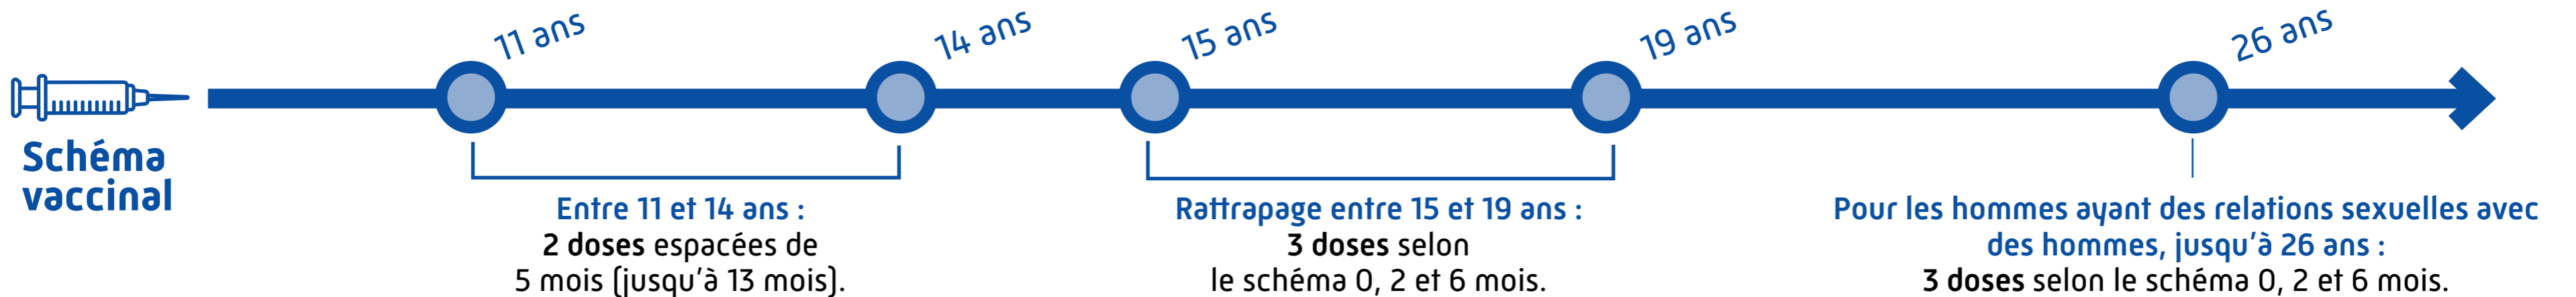 11 ans
14 ans
15 ans
19 ans
26 ans
Schéma
vaccinal
Entre 11 et 14 ans :
2 doses espacées de
5 mois (jusqu'à 13 mois).
Rattrapage entre 15 et 19 ans :
3 doses selon
le schéma 0, 2 et 6 mois.
Pour les hommes ayant des relations sexuelles avec
des hommes, jusqu'à 26 ans :
3 doses selon le schéma 0, 2 et 6 mois.